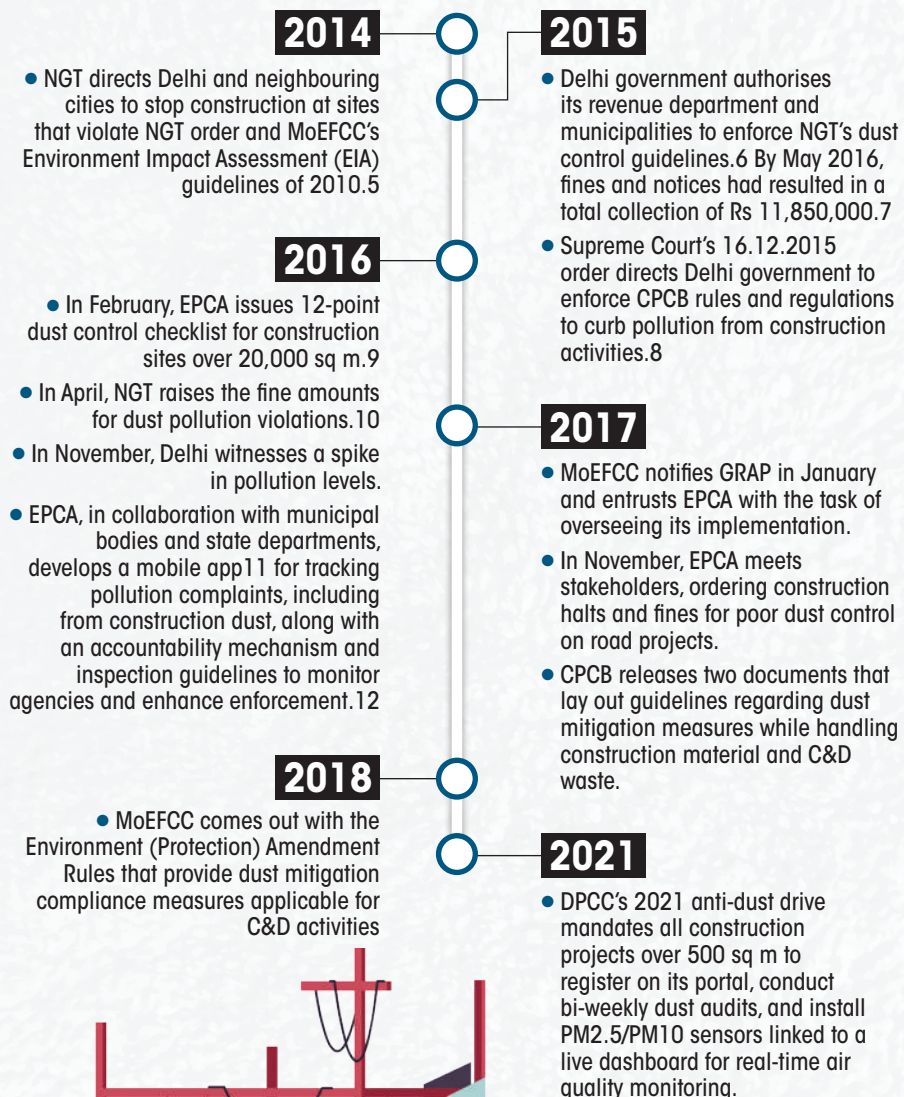 2014
• NGT directs Delhi and neighbouring
cities to stop construction at sites
that violate NGT order and MoEFCC's
Environment Impact Assessment (EIA)
guidelines of 2010.5
2015
• Delhi government authorises
its revenue department and
municipalities to enforce NGT's dust
control guidelines.6 By May 2016,
fines and notices had resulted in a
total collection of Rs 11,850,000.7
• Supreme Court's 16.12.2015
order directs Delhi government to
enforce CPCB rules and regulations
to curb pollution from construction
activities.8
2016
• In February, EPCA issues 12-point
dust control checklist for construction
sites over 20,000 sq m.9
• In April, NGT raises the fine amounts
for dust pollution violations.10
• In November, Delhi witnesses a spike
in pollution levels.
• EPCA, in collaboration with municipal
bodies and state departments,
develops a mobile app11 for tracking
pollution complaints, including
from construction dust, along with
an accountability mechanism and
inspection guidelines to monitor
agencies and enhance enforcement.12
2017
• MoEFCC notifies GRAP in January
and entrusts EPCA with the task of
overseeing its implementation.
• In November, EPCA meets
stakeholders, ordering construction
halts and fines for poor dust control
on road projects.
• CPCB releases two documents that
lay out guidelines regarding dust
mitigation measures while handling
construction material and C&D
waste.
2018
• MoEFCC comes out with the
Environment (Protection) Amendment
Rules that provide dust mitigation
compliance measures applicable for
C&D activities
2021
• DPCC's 2021 anti-dust drive
mandates all construction
projects over 500 sq m to
register on its portal, conduct
bi-weekly dust audits, and install
PM2.5/PM10 sensors linked to a
live dashboard for real-time air
quality monitoring.